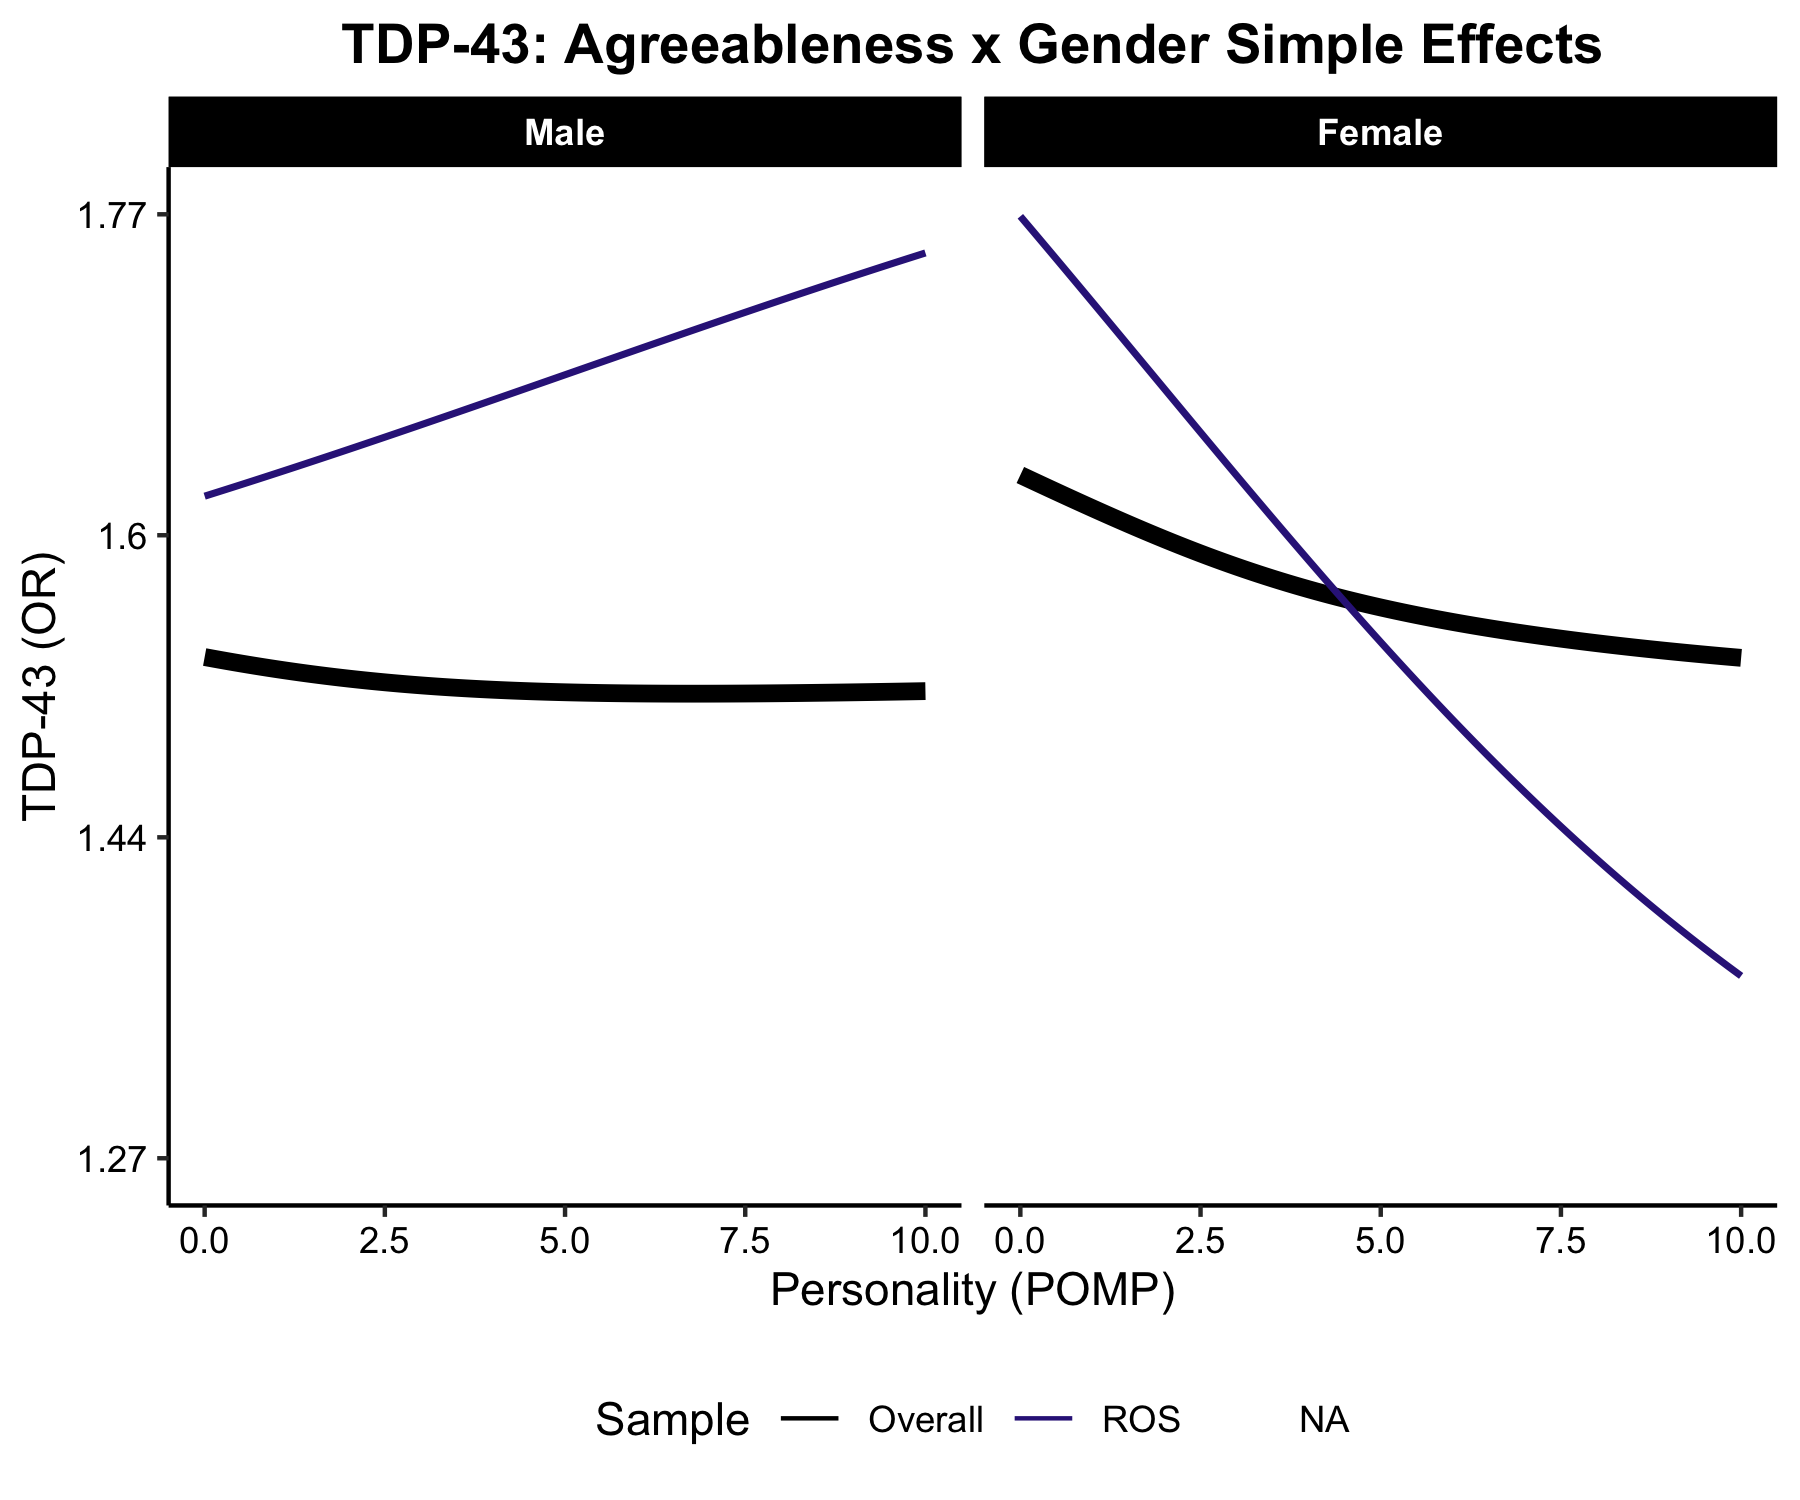 TDP-43: Agreeableness x Gender Simple Effects
Male
Female
TDP-43 (OR)
1.77
1.6
1.44
1.27
0.0 2.5 5.0 7.5 10.0
0.0 2.5 5.0 7.5 10.0
Personality (POMP)
Sample Overall ROS NA